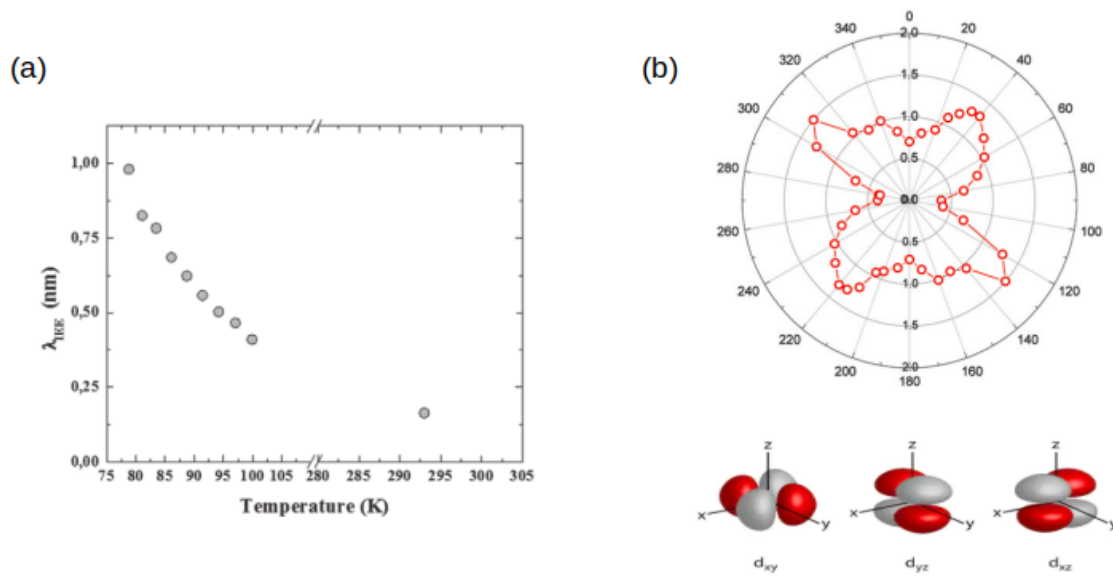 (a)
1,00
0,75
0,50
0,25
0,00
λIEE (nm)
75 80 85 90 95 100 105 280 285 290 295 300 305
Temperature (K)
(b)
0
20
40
60
80
100
120
140
160
180
200
220
240
260
280
300
320
340
2.0
1.5
1.0
0.5
0.0
0.5
1.0
1.5
2.0
z
x
y
dxy
z
x
y
dyz
z
x
y
dxz